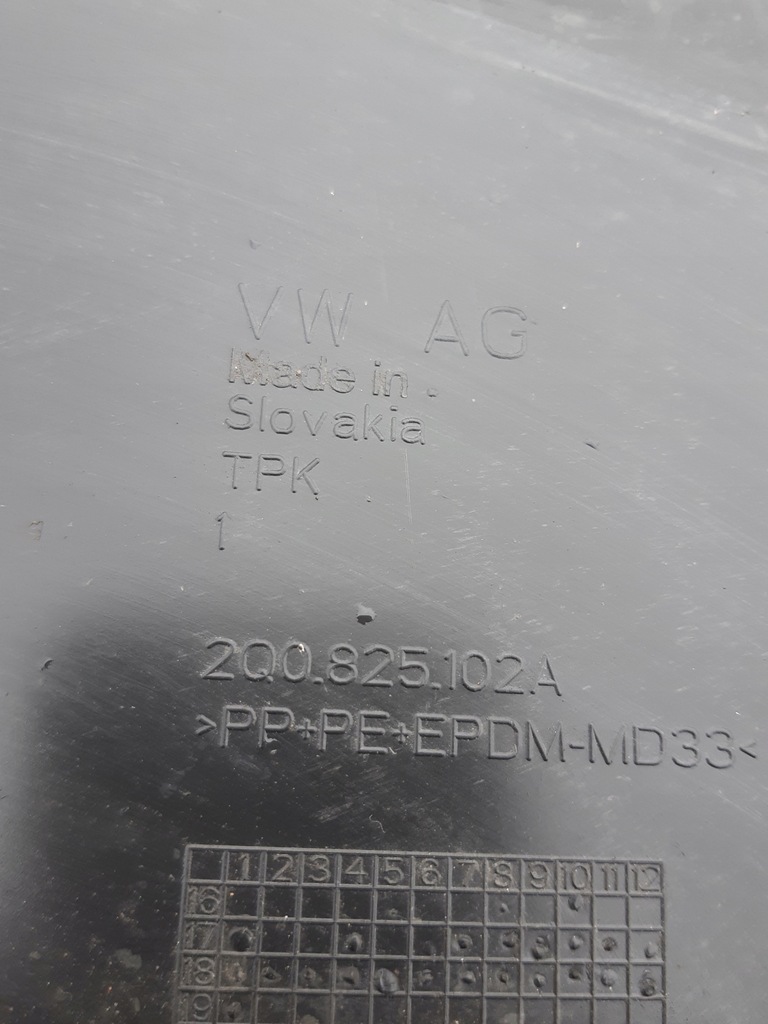 VW AG
Made in
Slovakia
TPK
1
2Q0.825.102.A
>PP+PE+EPDM-MD33<
1 2 3 4 5 6 7 8 9 10 11 12
16
17
18
19